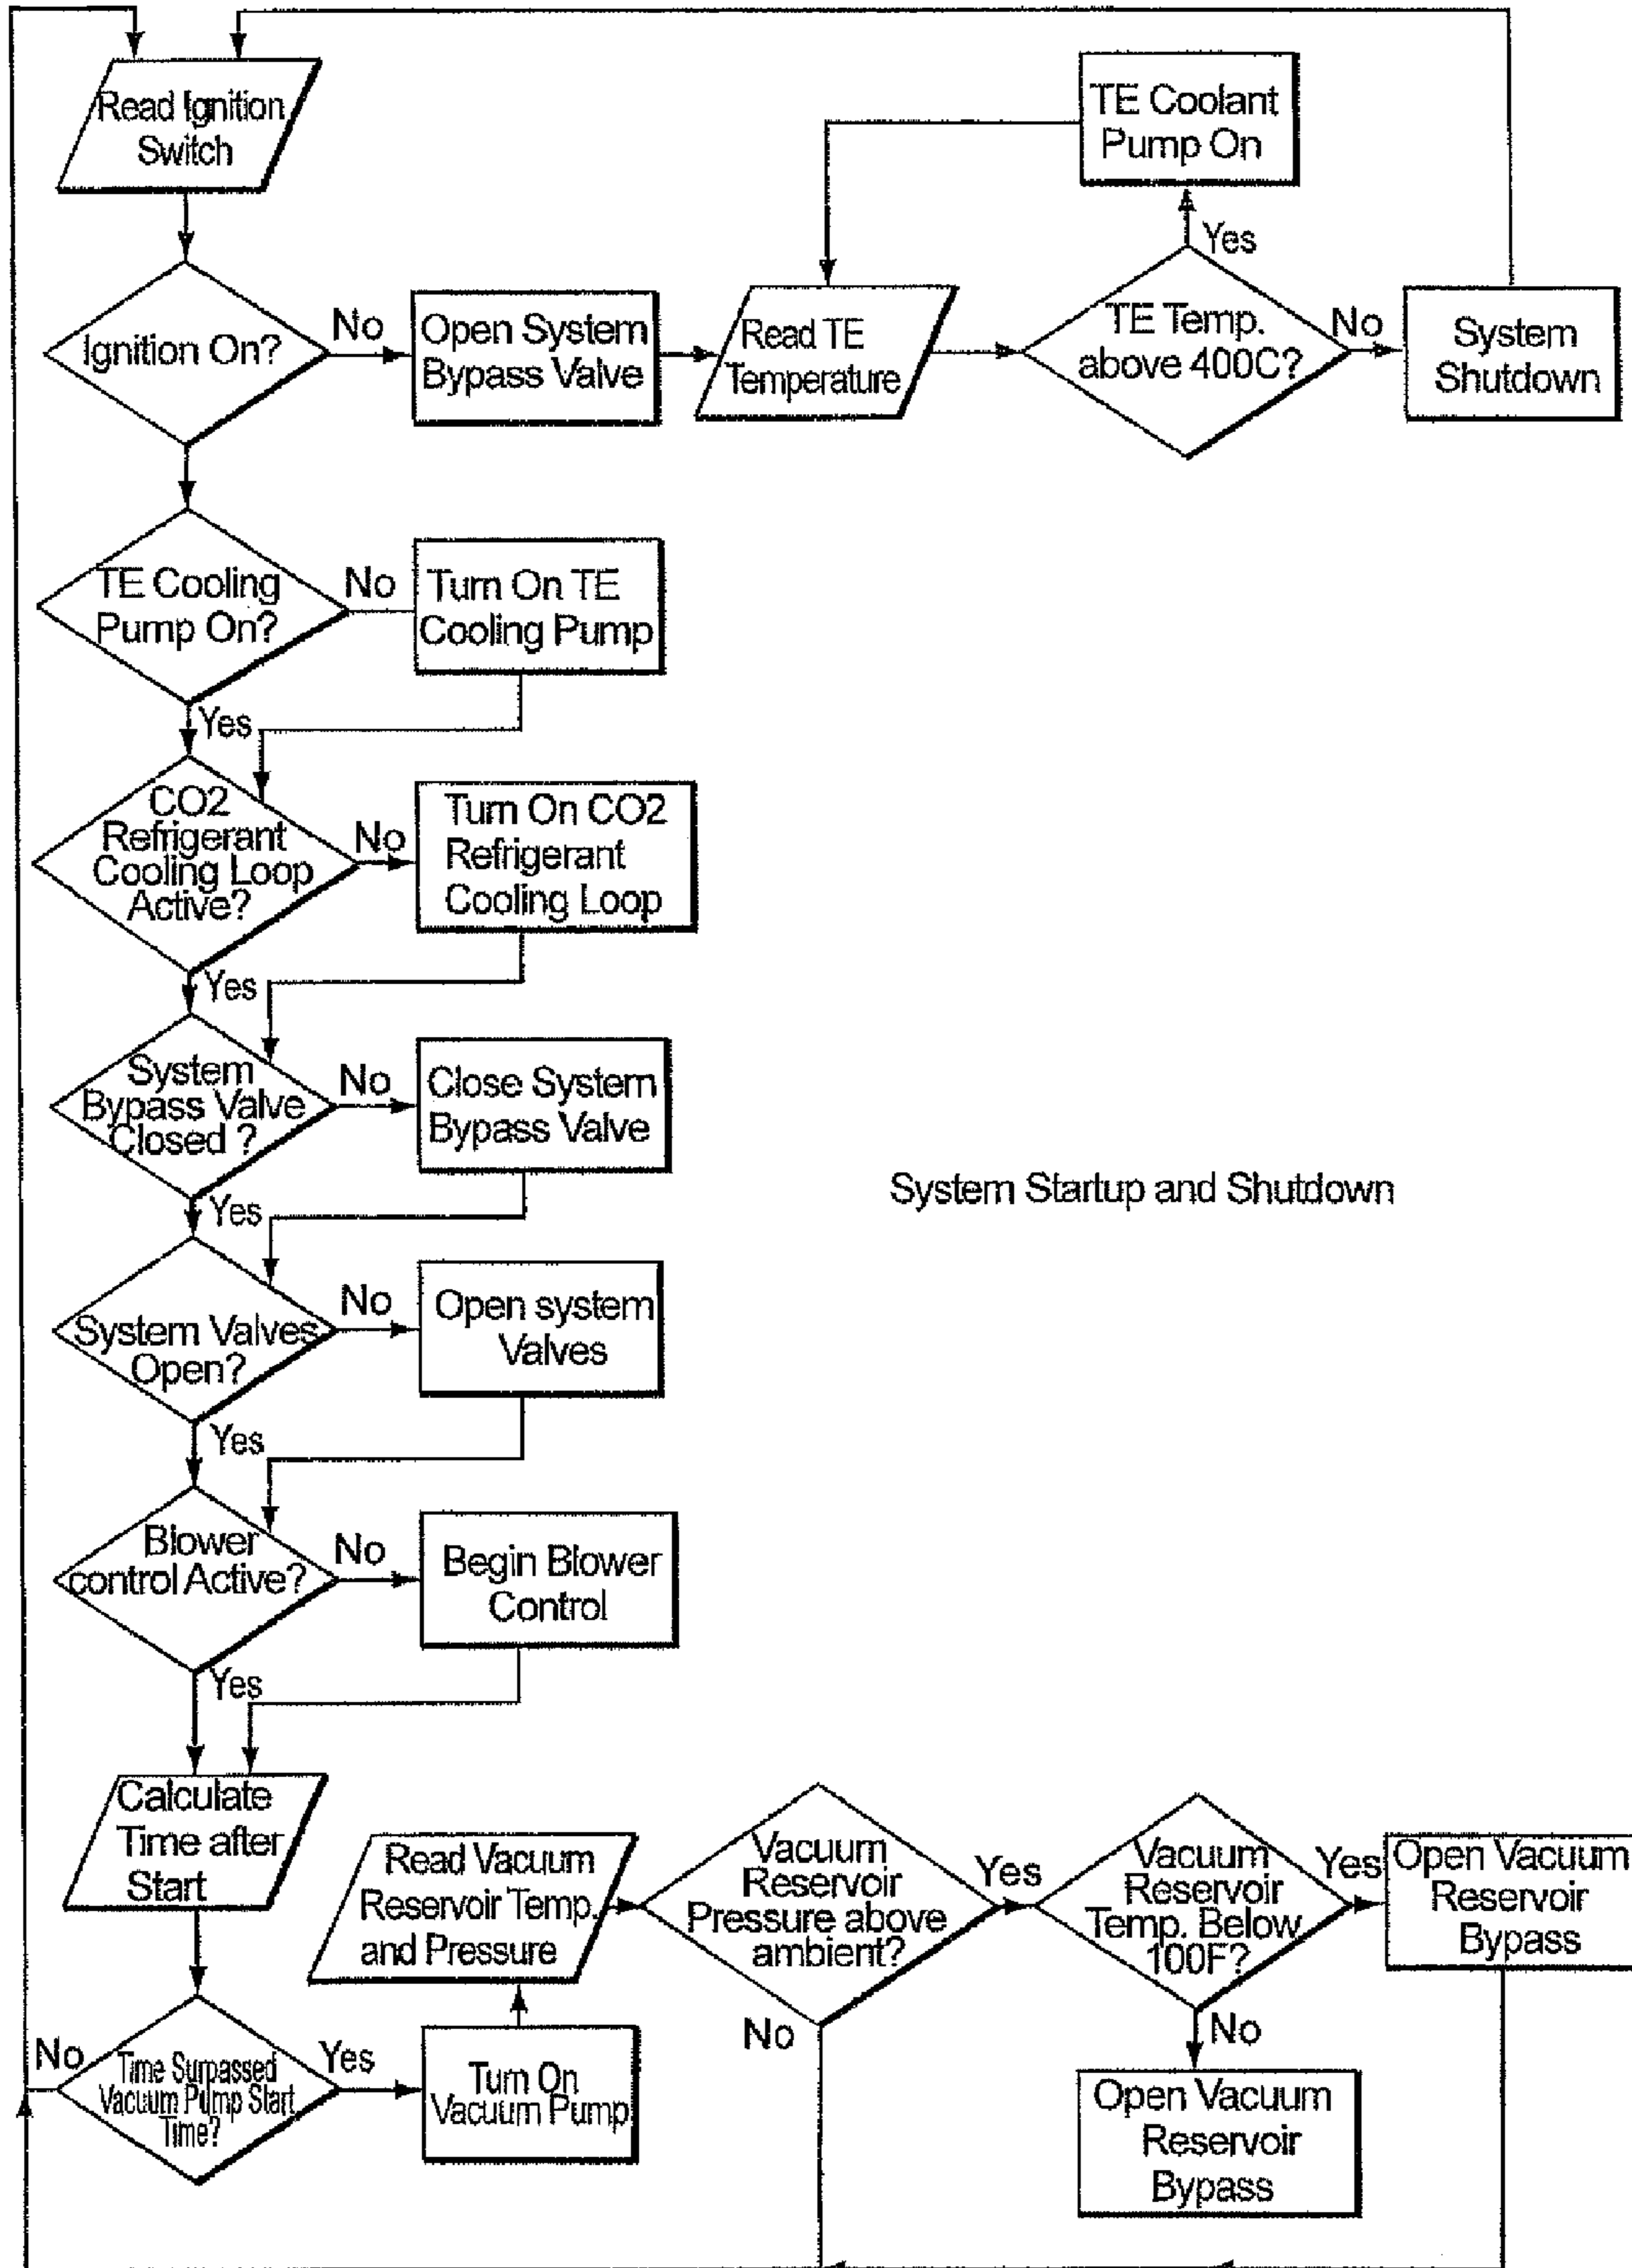 Read Ignition
Switch
TE Coolant
Pump On
Yes
Ignition On?
No
Open System
Bypass Valve
Read TE
Temperature
TE Temp.
above 400C?
No
System
Shutdown
TE Cooling
Pump On?
No
Turn On TE
Cooling Pump
Yes
CO2
Refrigerant
Cooling Loop
Active?
No
Turn On CO2
Refrigerant
Cooling Loop
Yes
System
Bypass Valve
Closed ?
No
Close System
Bypass Valve
System Startup and Shutdown
Yes
System Valves
Open?
No
Open system
Valves
Yes
Blower
control Active?
No
Begin Blower
Control
Yes
Calculate
Time after
Start
Read Vacuum
Reservoir Temp.
and Pressure
Vacuum
Reservoir
Pressure above
ambient?
Yes
Vacuum
Reservoir
Temp. Below
100F?
Yes
Open Vacuum
Reservoir
Bypass
No
No
No
Time Surpassed
Vacuum Pump Start
Time?
Yes
Turn On
Vacuum Pump
Open Vacuum
Reservoir
Bypass